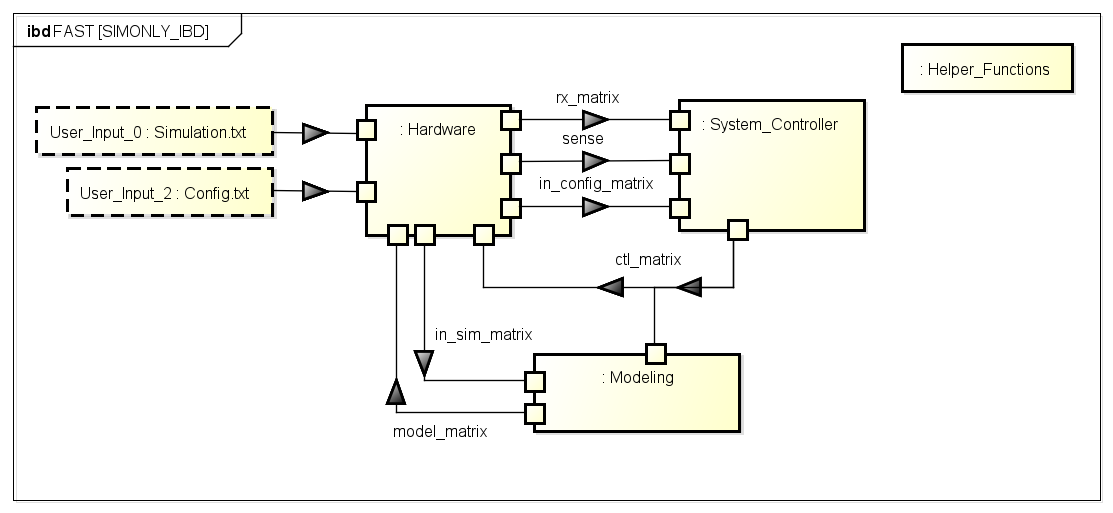 ibd FAST [SIMONLY_IBD]
: Helper_Functions
User_Input_0 : Simulation.txt
User_Input_2 : Config.txt
: Hardware
rx_matrix
sense
in_config_matrix
: System_Controller
ctl_matrix
in_sim_matrix
: Modeling
model_matrix